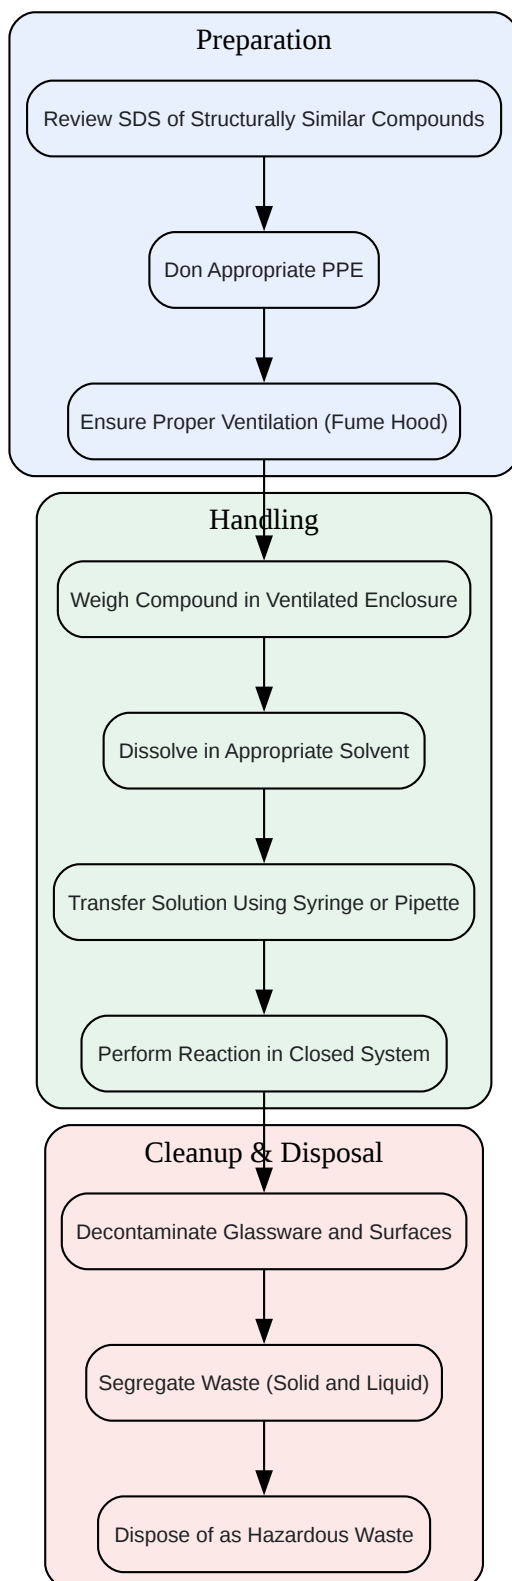 Preparation
Review SDS of Structurally Similar Compounds
Don Appropriate PPE
Ensure Proper Ventilation (Fume Hood)
Handling
Weigh Compound in Ventilated Enclosure
Dissolve in Appropriate Solvent
Transfer Solution Using Syringe or Pipette
Perform Reaction in Closed System
Cleanup & Disposal
Decontaminate Glassware and Surfaces
Segregate Waste (Solid and Liquid)
Dispose of as Hazardous Waste